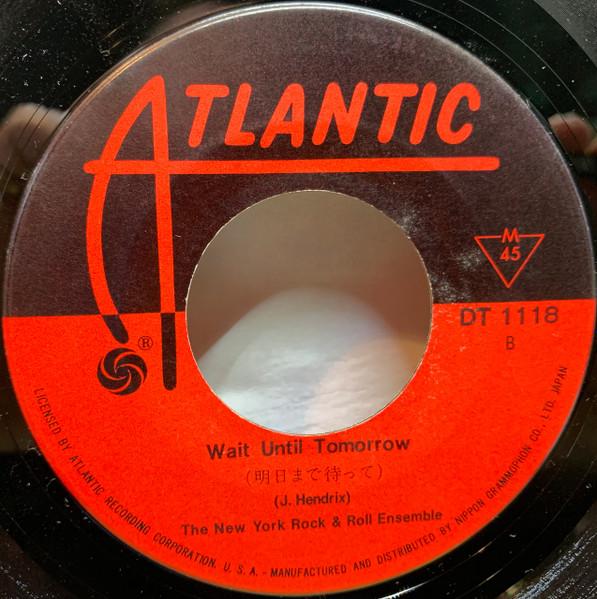 ATLANTIC
M
45
DT 1118
B
®
Wait Until Tomorrow
(明日まで待って)
(J. Hendrix)
The New York Rock & Roll Ensemble
LICENSED BY ATLANTIC RECORDING CORPORATION, U. S. A. - MANUFACTURED AND DISTRIBUTED BY NIPPON GRAMMOPHON CO., LTD. JAPAN